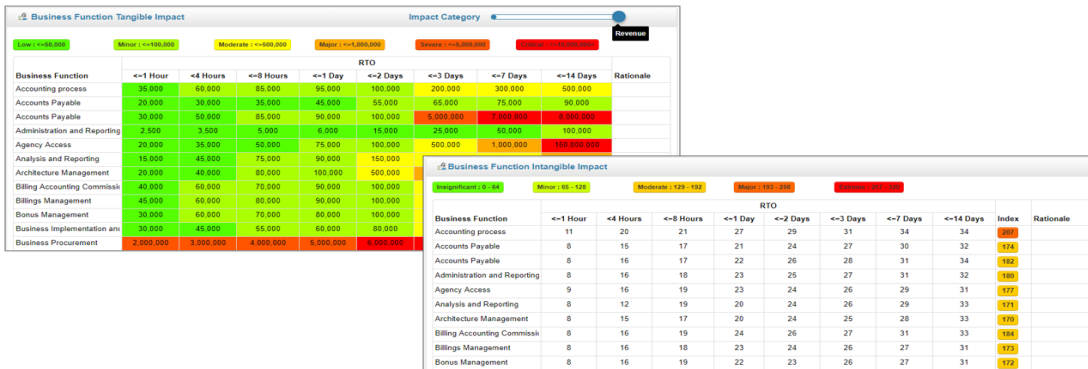 Business Function Tangible Impact
Impact Category
Revenue
Low : <=50,000 Minor : <=100,000 Moderate : <=500,000 Major : <=1,000,000 Severe : <=5,000,000
RTO
Business Function <=1 Hour <4 Hours <=8 Hours <=1 Day <=2 Days <=3 Days <=7 Days <=14 Days Rationale
Accounting process 35,000 60,000 85,000 95,000 100,000 200,000 300,000 500,000
Accounts Payable 20,000 30,000 35,000 45,000 55,000 65,000 75,000 90,000
Accounts Payable 30,000 50,000 85,000 90,000 100,000 5,000,000 7,000,000 8,000,000
Administration and Reporting 2,500 3,500 5,000 6,000 15,000 25,000 50,000 100,000
Agency Access 20,000 35,000 50,000 75,000 100,000 500,000 1,000,000 150,000,000
Analysis and Reporting 15,000 45,000 75,000 90,000 150,000
Architecture Management 20,000 40,000 80,000 100,000 500,000
Billing Accounting Commissi 40,000 60,000 70,000 90,000 100,000
Billings Management 45,000 60,000 80,000 90,000 100,000
Bonus Management 30,000 60,000 70,000 80,000 100,000
Business Implementation an 30,000 45,000 55,000 60,000 80,000
Business Procurement 2,000,000 3,000,000 4,000,000 5,000,000 6,000,000
Business Function Intangible Impact
Insignificant : 0 - 64 Minor : 65 - 128 Moderate : 129 - 192 Major : 193 - 256
RTO
Business Function <=1 Hour <4 Hours <=8 Hours <=1 Day <=2 Days <=3 Days <=7 Days <=14 Days Index Rationale
Accounting process 11 20 21 27 29 31 34 34 207
Accounts Payable 8 15 17 21 24 27 30 32 174
Accounts Payable 8 16 17 22 26 28 31 34 182
Administration and Reporting 8 16 18 23 25 27 31 32 180
Agency Access 9 16 19 23 24 26 29 31 177
Analysis and Reporting 8 12 19 20 24 26 29 33 171
Architecture Management 8 15 17 20 24 25 28 33 170
Billing Accounting Commissi 8 16 19 24 26 27 31 33 184
Billings Management 8 16 18 23 24 26 27 31 173
Bonus Management 8 16 19 22 23 26 27 31 172